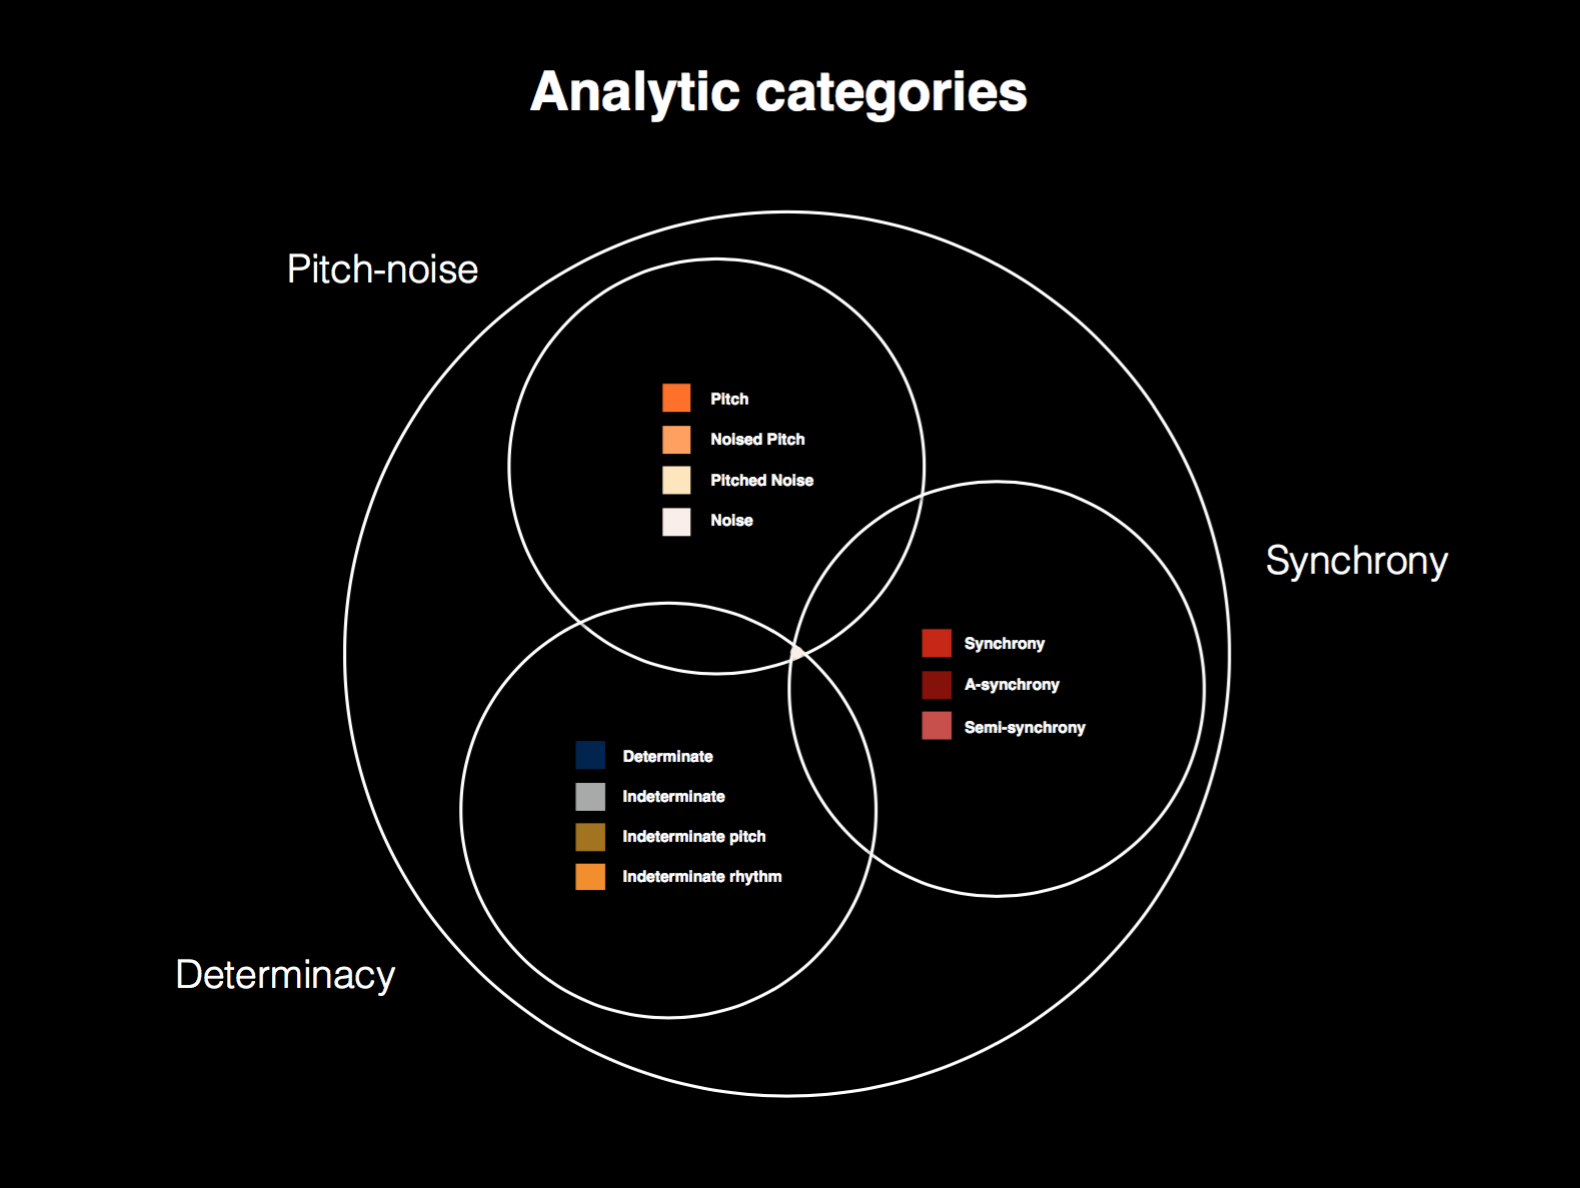 Analytic categories
Pitch-noise
Pitch
Noised Pitch
Pitched Noise
Noise
Synchrony
Synchrony
A-synchrony
Semi-synchrony
Determinate
Indeterminate
Indeterminate pitch
Indeterminate rhythm
Determinacy